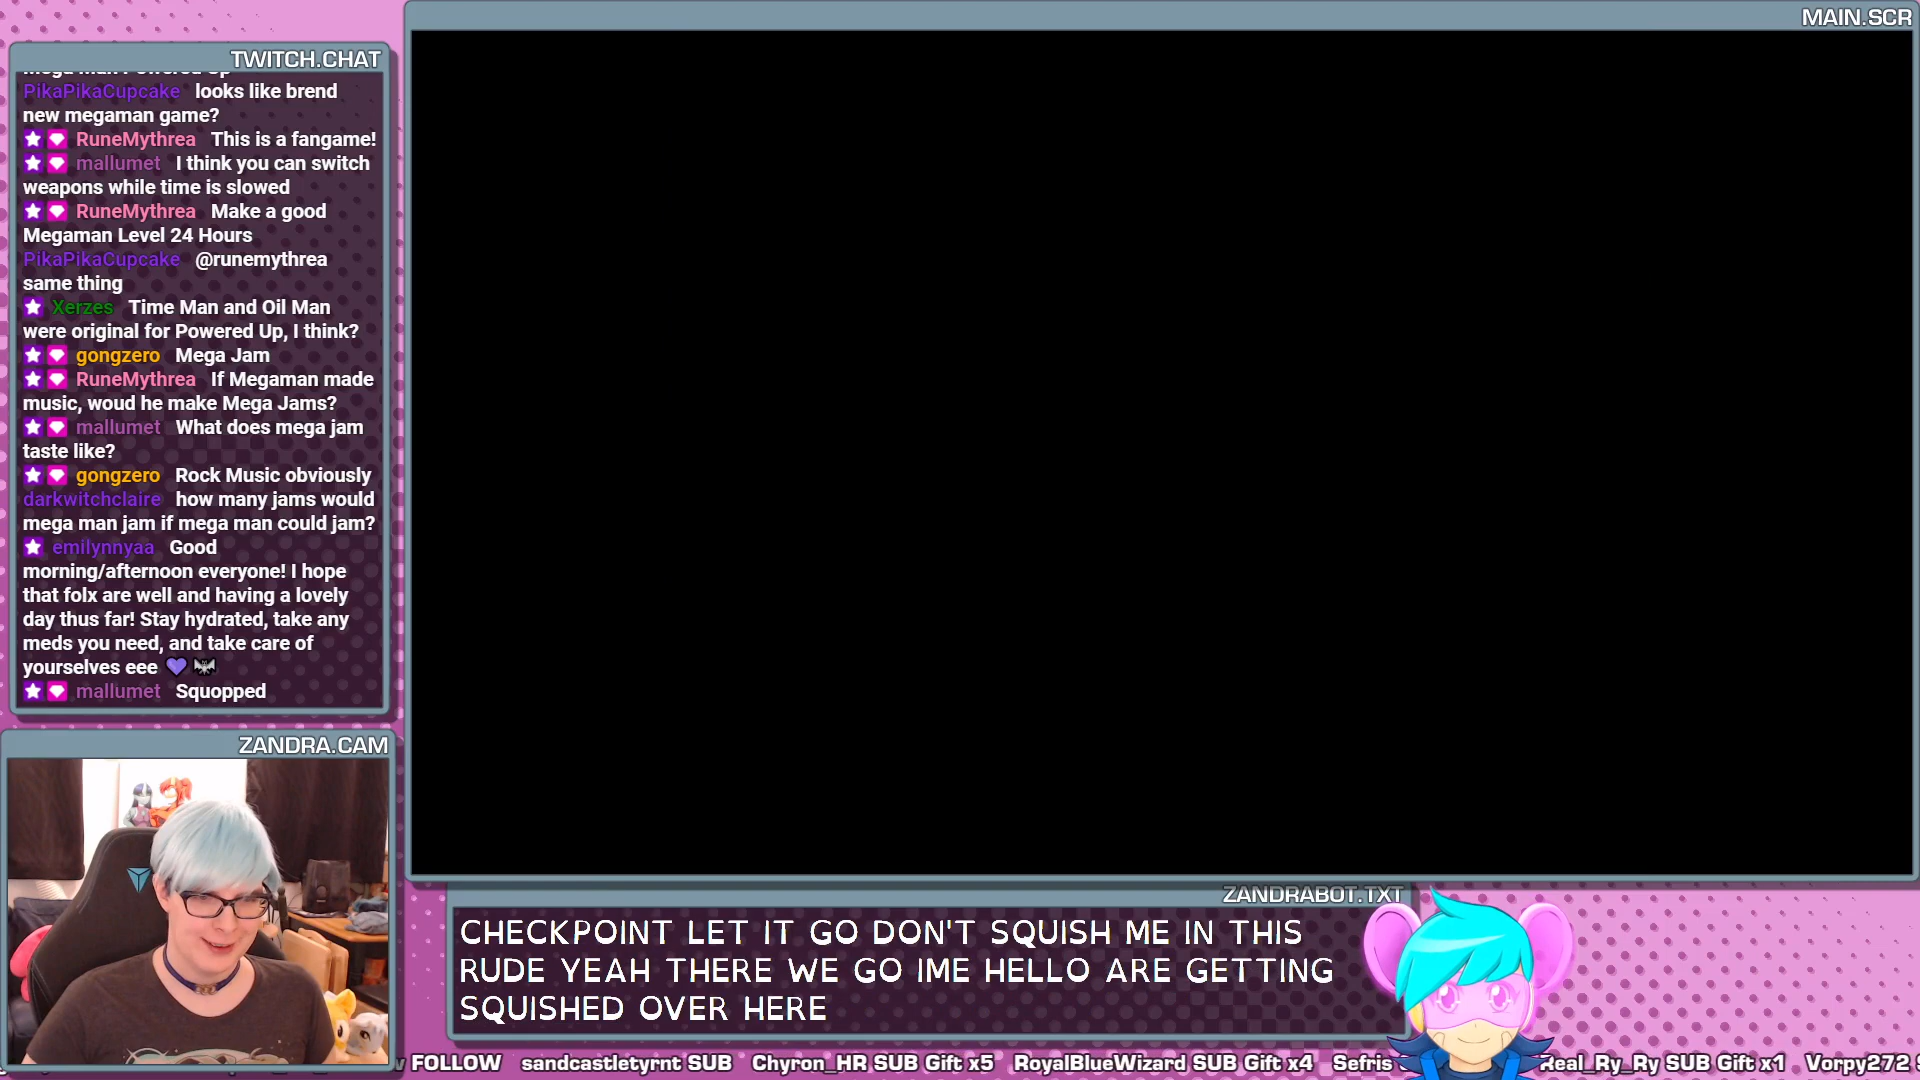 MAIN.SCR
TWITCH.CHAT
Mega Man Powered Up
PikaPikaCupcake looks like brend
new megaman game?
RuneMythrea This is a fangame!
mallumet I think you can switch
weapons while time is slowed
RuneMythrea Make a good
Megaman Level 24 Hours
PikaPikaCupcake @runemythrea
same thing
Xerzes Time Man and Oil Man
were original for Powered Up, I think?
gongzero Mega Jam
RuneMythrea If Megaman made
music, woud he make Mega Jams?
mallumet What does mega jam
taste like?
gongzero Rock Music obviously
darkwitchclaire how many jams would
mega man jam if mega man could jam?
emilynnyaa Good
morning/afternoon everyone! I hope
that folx are well and having a lovely
day thus far! Stay hydrated, take any
meds you need, and take care of
yourselves eee
mallumet Squopped
ZANDRA.CAM
ZANDRABOT.TXT
CHECKPOINT LET IT GO DON'T SQUISH ME IN THIS
RUDE YEAH THERE WE GO IME HELLO ARE GETTING
SQUISHED OVER HERE
FOLLOW sandcastletyrnt SUB Chyron_HR SUB Gift x5 RoyalBlueWizard SUB Gift x4 Sefris Real_Ry_Ry SUB Gift x1 Vorpy272